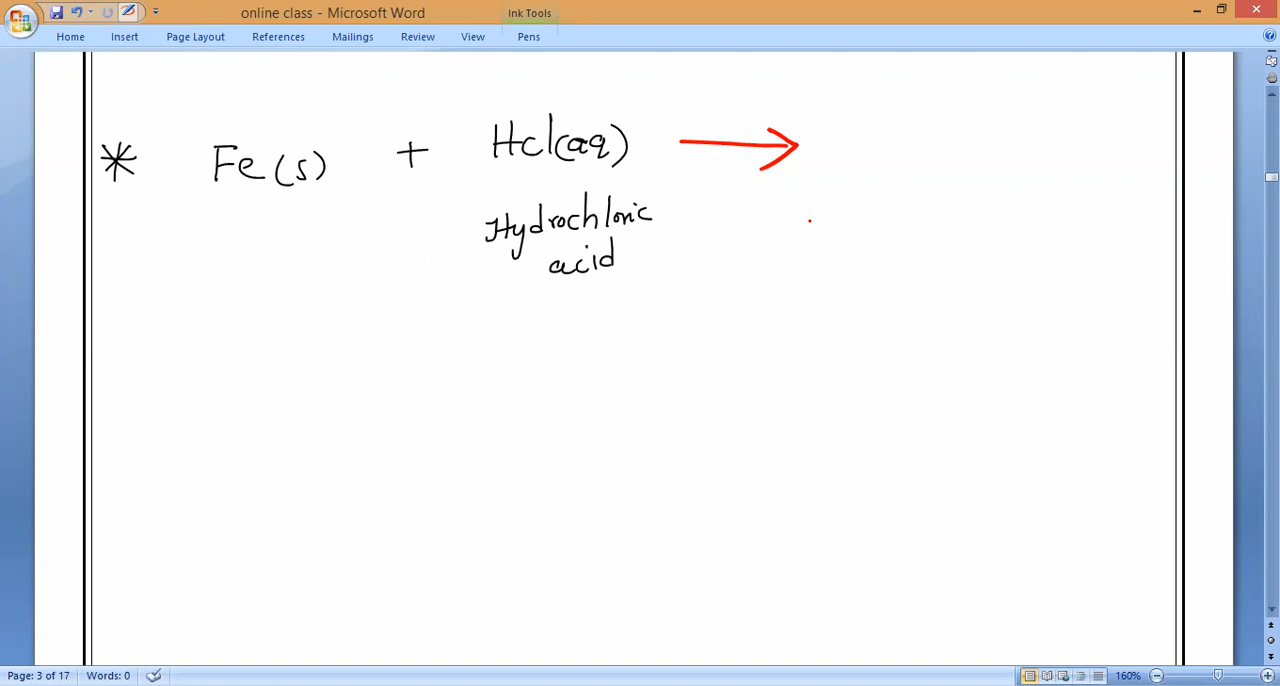 online class - Microsoft Word
Ink Tools
Home Insert Page Layout References Mailings Review View Pens
* Fe(s) + Hcl(aq) →
Hydrochloric
acid
Page: 3 of 17 Words: 0 160%